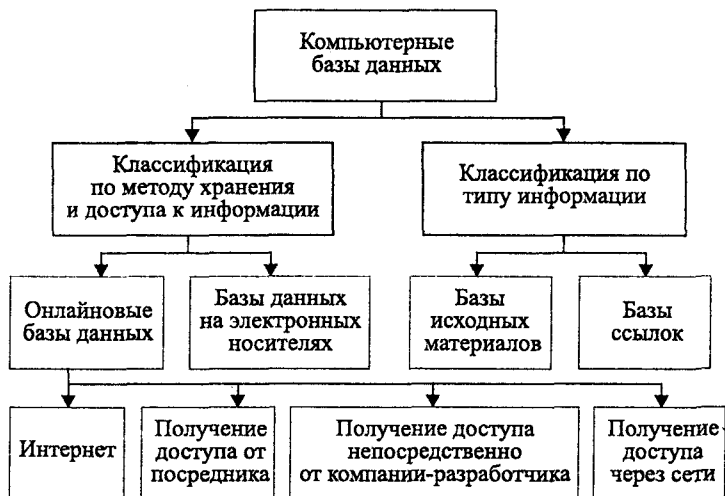 Компьютерные
базы данных
Классификация
по методу хранения
и доступа к информации
Классификация по
типу информации
Онлайновые
базы данных
Базы данных
на электронных
носителях
Базы
исходных
материалов
Базы
ссылок
Интернет
Получение
доступа от
посредника
Получение доступа
непосредственно
от компании-разработчика
Получение
доступа
через сети